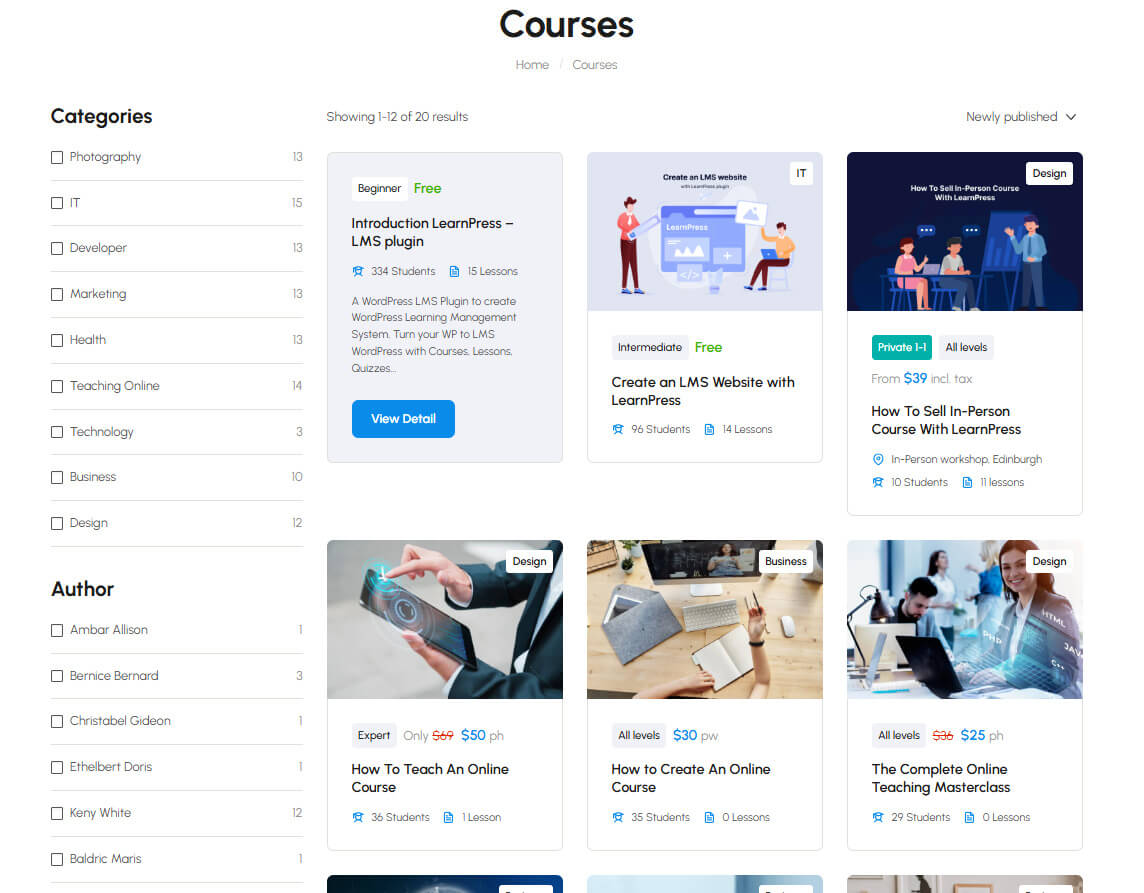 Courses
Home / Courses
Categories
Photography 13
IT 15
Developer 13
Marketing 13
Health 13
Teaching Online 14
Technology 3
Business 10
Design 12
Author
Ambar Allison 1
Bernice Bernard 3
Christabel Gideon 1
Ethelbert Doris 1
Keny White 12
Baldric Maris 1
Showing 1-12 of 20 results
Newly published
Beginner Free
Introduction LearnPress –
LMS plugin
334 Students 15 Lessons
A WordPress LMS Plugin to create
WordPress Learning Management
System. Turn your WP to LMS
WordPress with Courses, Lessons,
Quizzes...
View Detail
IT
Create an LMS website
with LearnPress plugin
LearnPress
</>
Intermediate Free
Create an LMS Website with
LearnPress
96 Students 14 Lessons
Design
How To Sell In-Person Course
With LearnPress
Private 1-1 All levels
From $39 incl. tax
How To Sell In-Person
Course With LearnPress
In-Person workshop, Edinburgh
10 Students 11 lessons
Design
Expert Only $69 $50 ph
How To Teach An Online
Course
36 Students 1 Lesson
Business
All levels $30 pw
How to Create An Online
Course
35 Students 0 Lessons
Design
HTML
PHP
JAVA
C++
All levels $36 $25 ph
The Complete Online
Teaching Masterclass
29 Students 0 Lessons